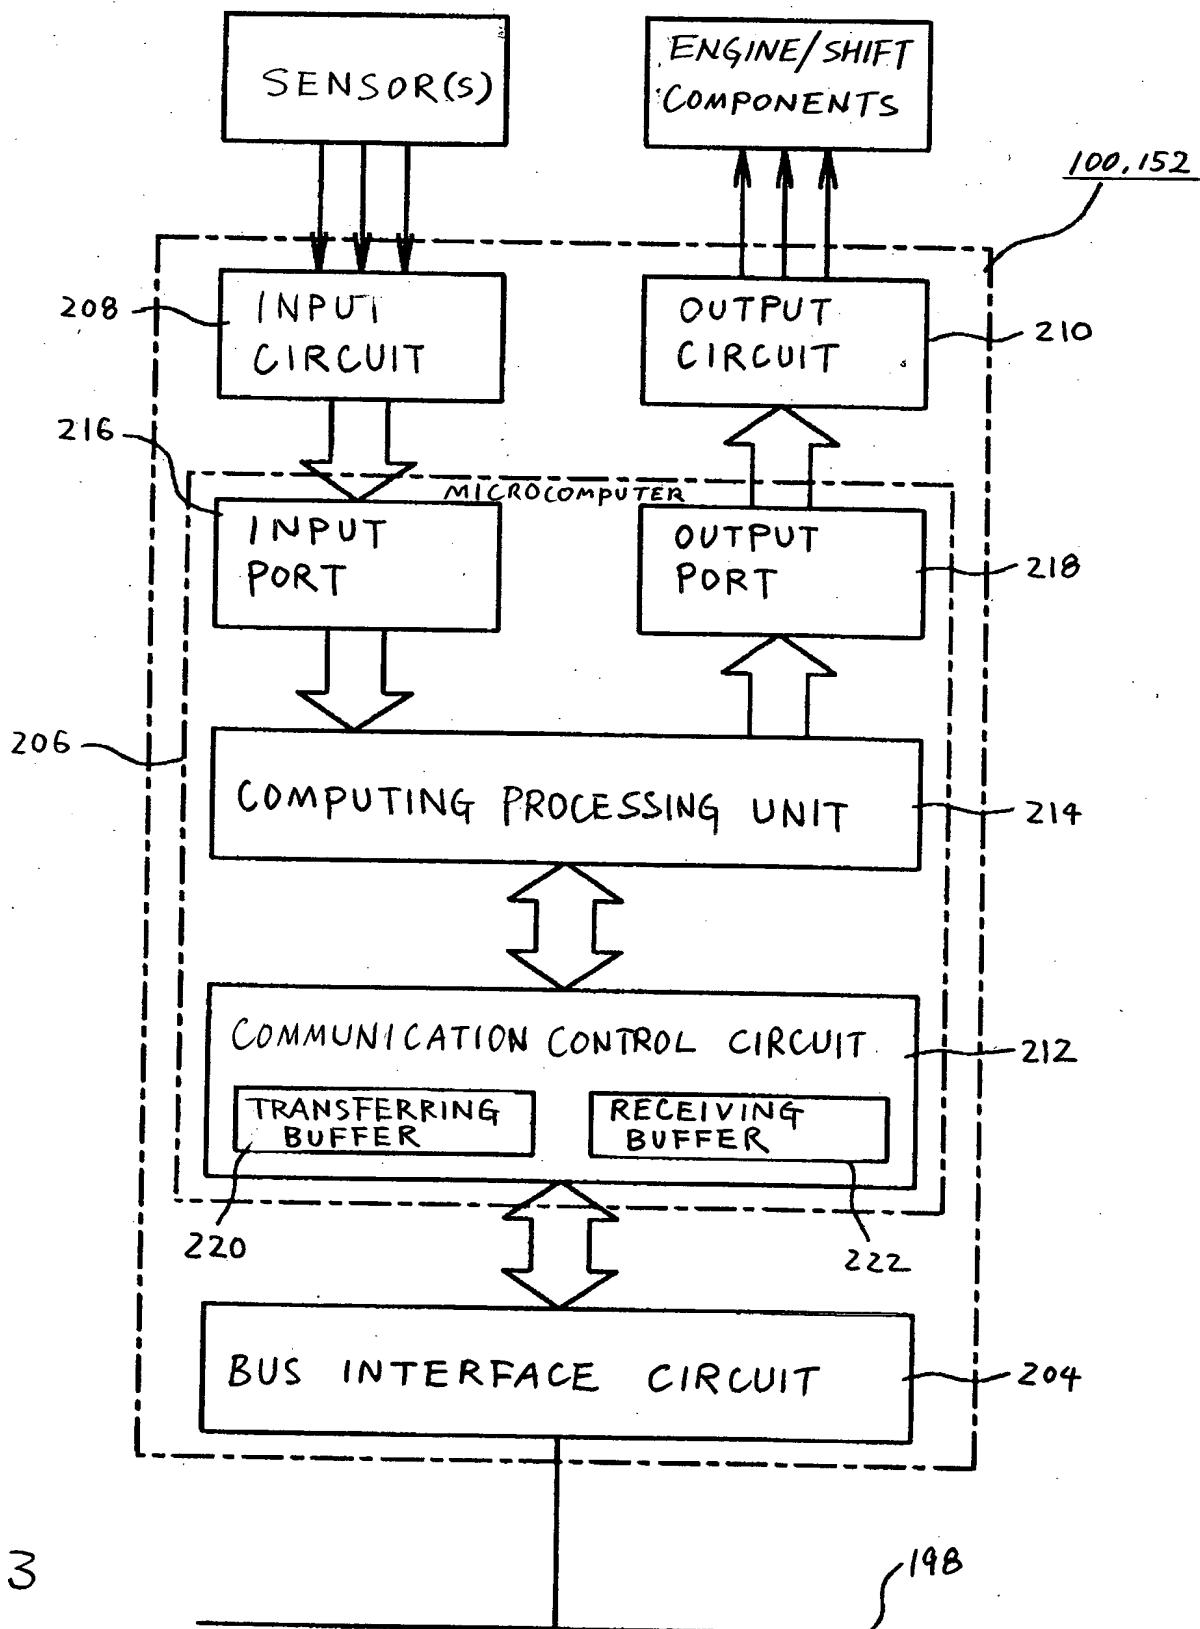 SENSOR(S)
ENGINE/SHIFT
COMPONENTS
100,152
208
INPUT
CIRCUIT
OUTPUT
CIRCUIT
210
216
MICROCOMPUTER
INPUT
PORT
OUTPUT
PORT
218
206
COMPUTING PROCESSING UNIT
214
COMMUNICATION CONTROL CIRCUIT
212
TRANSFERRING
BUFFER
RECEIVING
BUFFER
220
222
BUS INTERFACE CIRCUIT
204
3
198